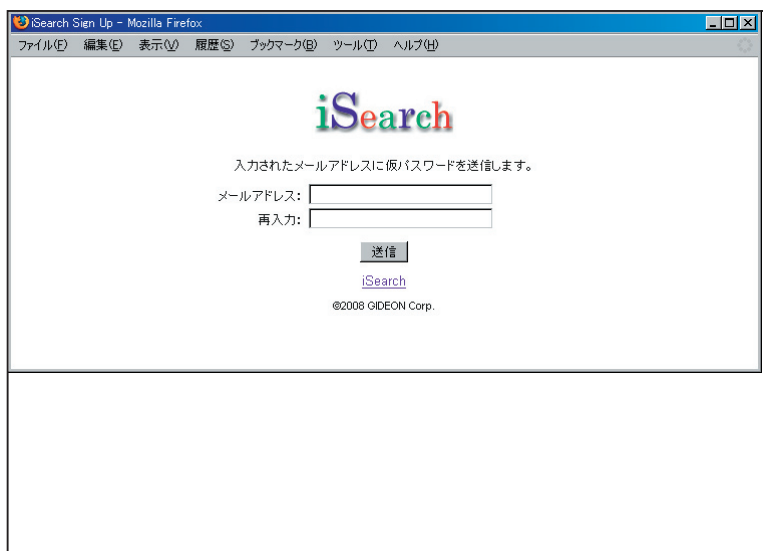 iSearch Sign Up - Mozilla Firefox
ファイル(F) 編集(E) 表示(V) 履歴(S) ブックマーク(B) ツール(T) ヘルプ(H)
iSearch
入力されたメールアドレスに仮パスワードを送信します。
メールアドレス:
再入力:
送信
iSearch
©2008 GIDEON Corp.